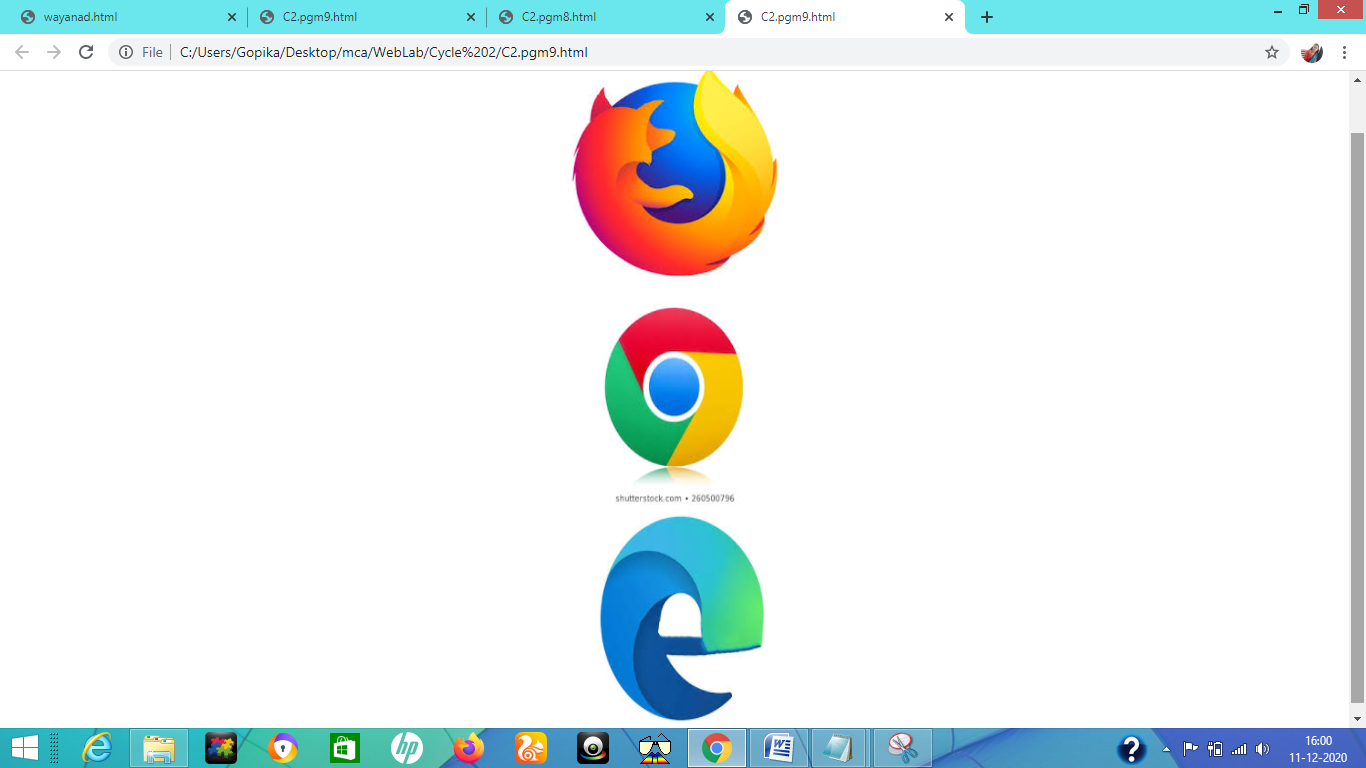 wayanad.html
C2.pgm9.html
C2.pgm8.html
C2.pgm9.html
File C:/Users/Gopika/Desktop/mca/WebLab/Cycle%202/C2.pgm9.html
shutterstock.com • 260500796
16:00
11-12-2020